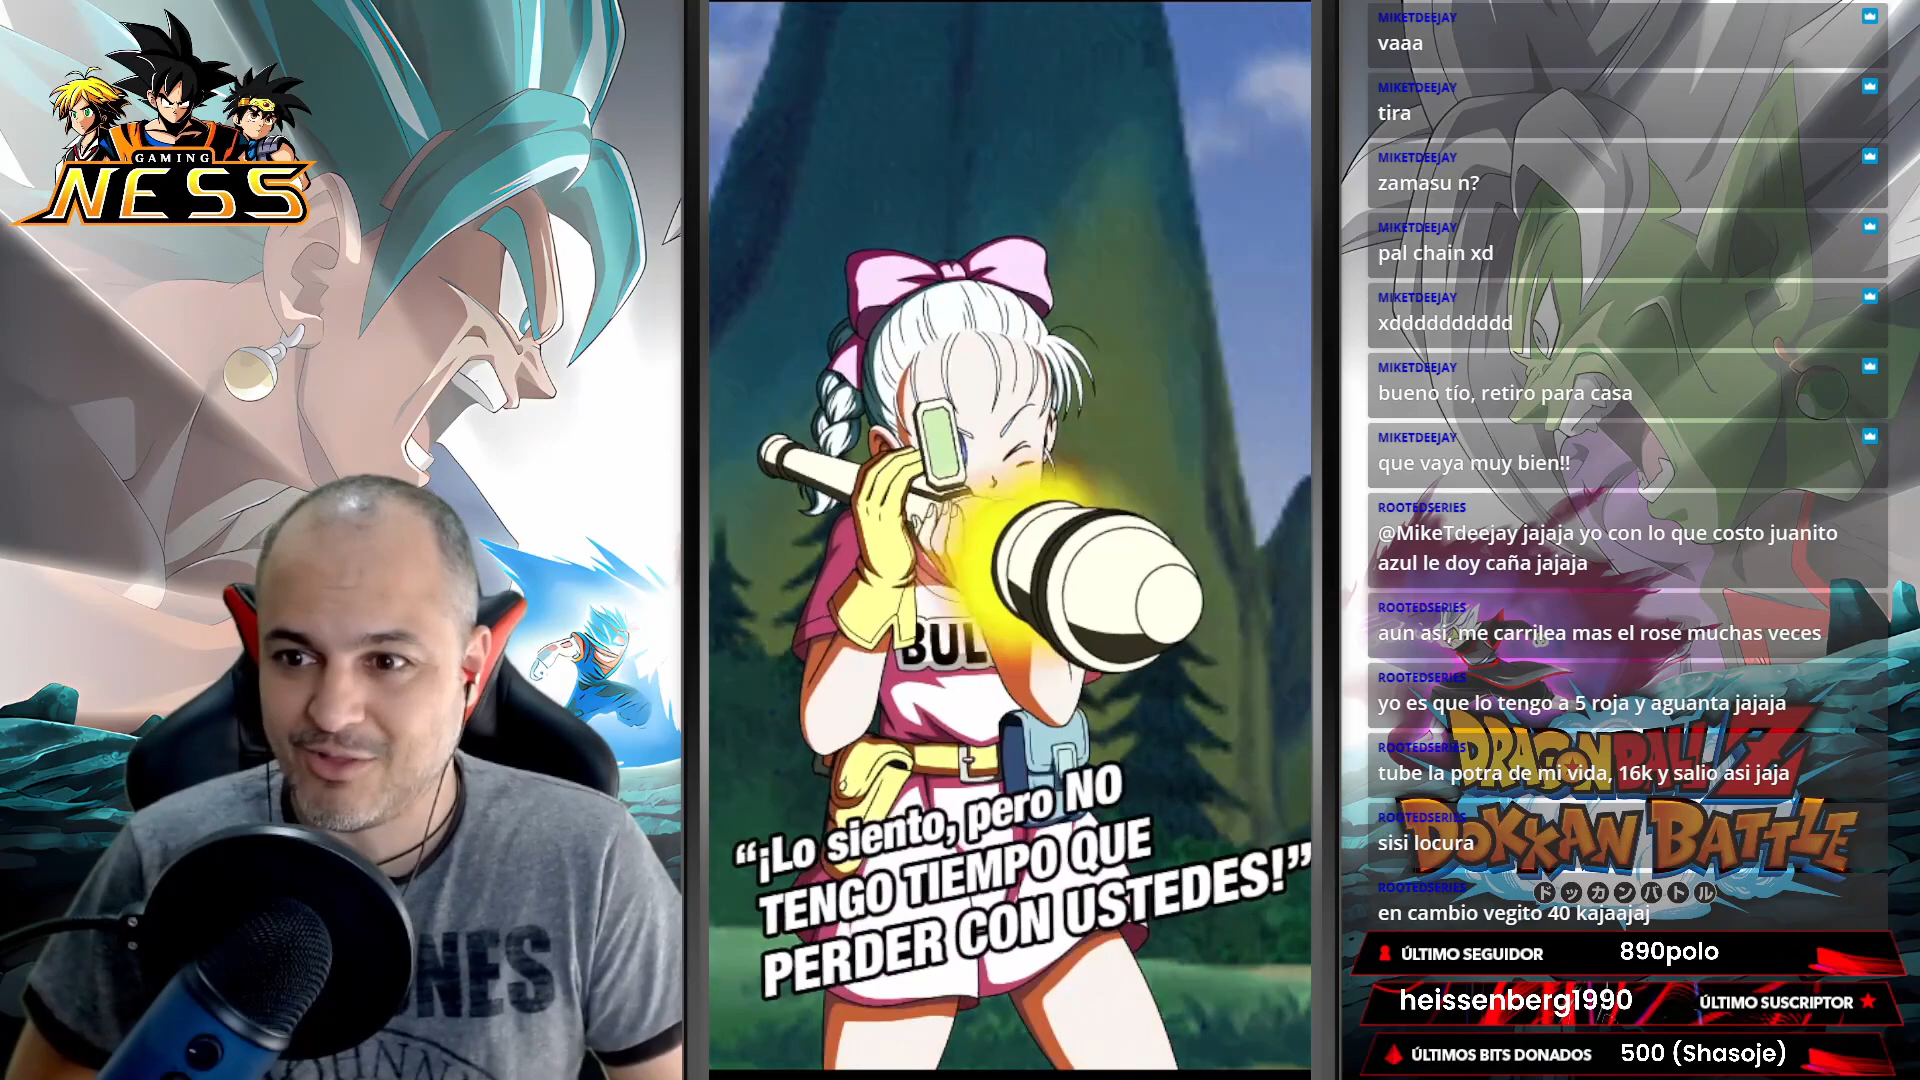 GAMING
NESS
BUL
"¡Lo siento, pero NO
TENGO TIEMPO QUE
PERDER CON USTEDES!"
MIKETDEEJAY
vaaa
MIKETDEEJAY
tira
MIKETDEEJAY
zamasu n?
MIKETDEEJAY
pal chain xd
MIKETDEEJAY
xdddddddddd
MIKETDEEJAY
bueno tío, retiro para casa
MIKETDEEJAY
que vaya muy bien!!
ROOTEDSERIES
@MikeTdeejay jajaja yo con lo que costo juanito
azul le doy caña jajaja
ROOTEDSERIES
aun asi, me carrilea mas el rose muchas veces
ROOTEDSERIES
yo es que lo tengo a 5 roja y aguanta jajaja
ROOTEDSERIES
tube la potra de mi vida, 16k y salio asi jaja
ROOTEDSERIES
sisi locura
ROOTEDSERIES
en cambio vegito 40 kajaajaj
DRAGON BALL Z
DOKKAN BATTLE
ドッカンバトル
ÚLTIMO SEGUIDOR 890polo
heissenberg1990 ÚLTIMO SUSCRIPTOR
ÚLTIMOS BITS DONADOS 500 (Shasoje)